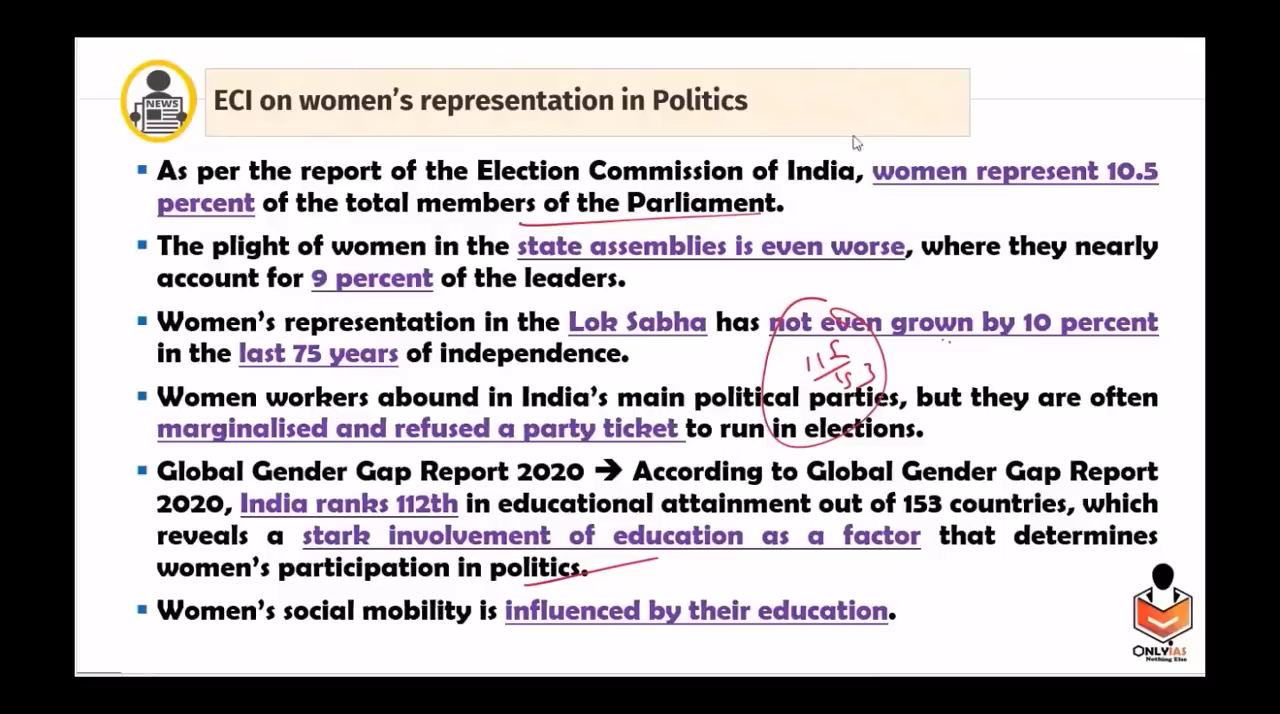 NEWS
ECI on women's representation in Politics
As per the report of the Election Commission of India, women represent 10.5
percent of the total members of the Parliament.
The plight of women in the state assemblies is even worse, where they nearly
account for 9 percent of the leaders.
Women's representation in the Lok Sabha has not even grown by 10 percent
in the last 75 years of independence.
Women workers abound in India's main political parties, but they are often
marginalised and refused a party ticket to run in elections.
Global Gender Gap Report 2020 → According to Global Gender Gap Report
2020, India ranks 112th in educational attainment out of 153 countries, which
reveals a stark involvement of education as a factor that determines
women's participation in politics.
Women's social mobility is influenced by their education.
ONLYIAS
Nothing Else